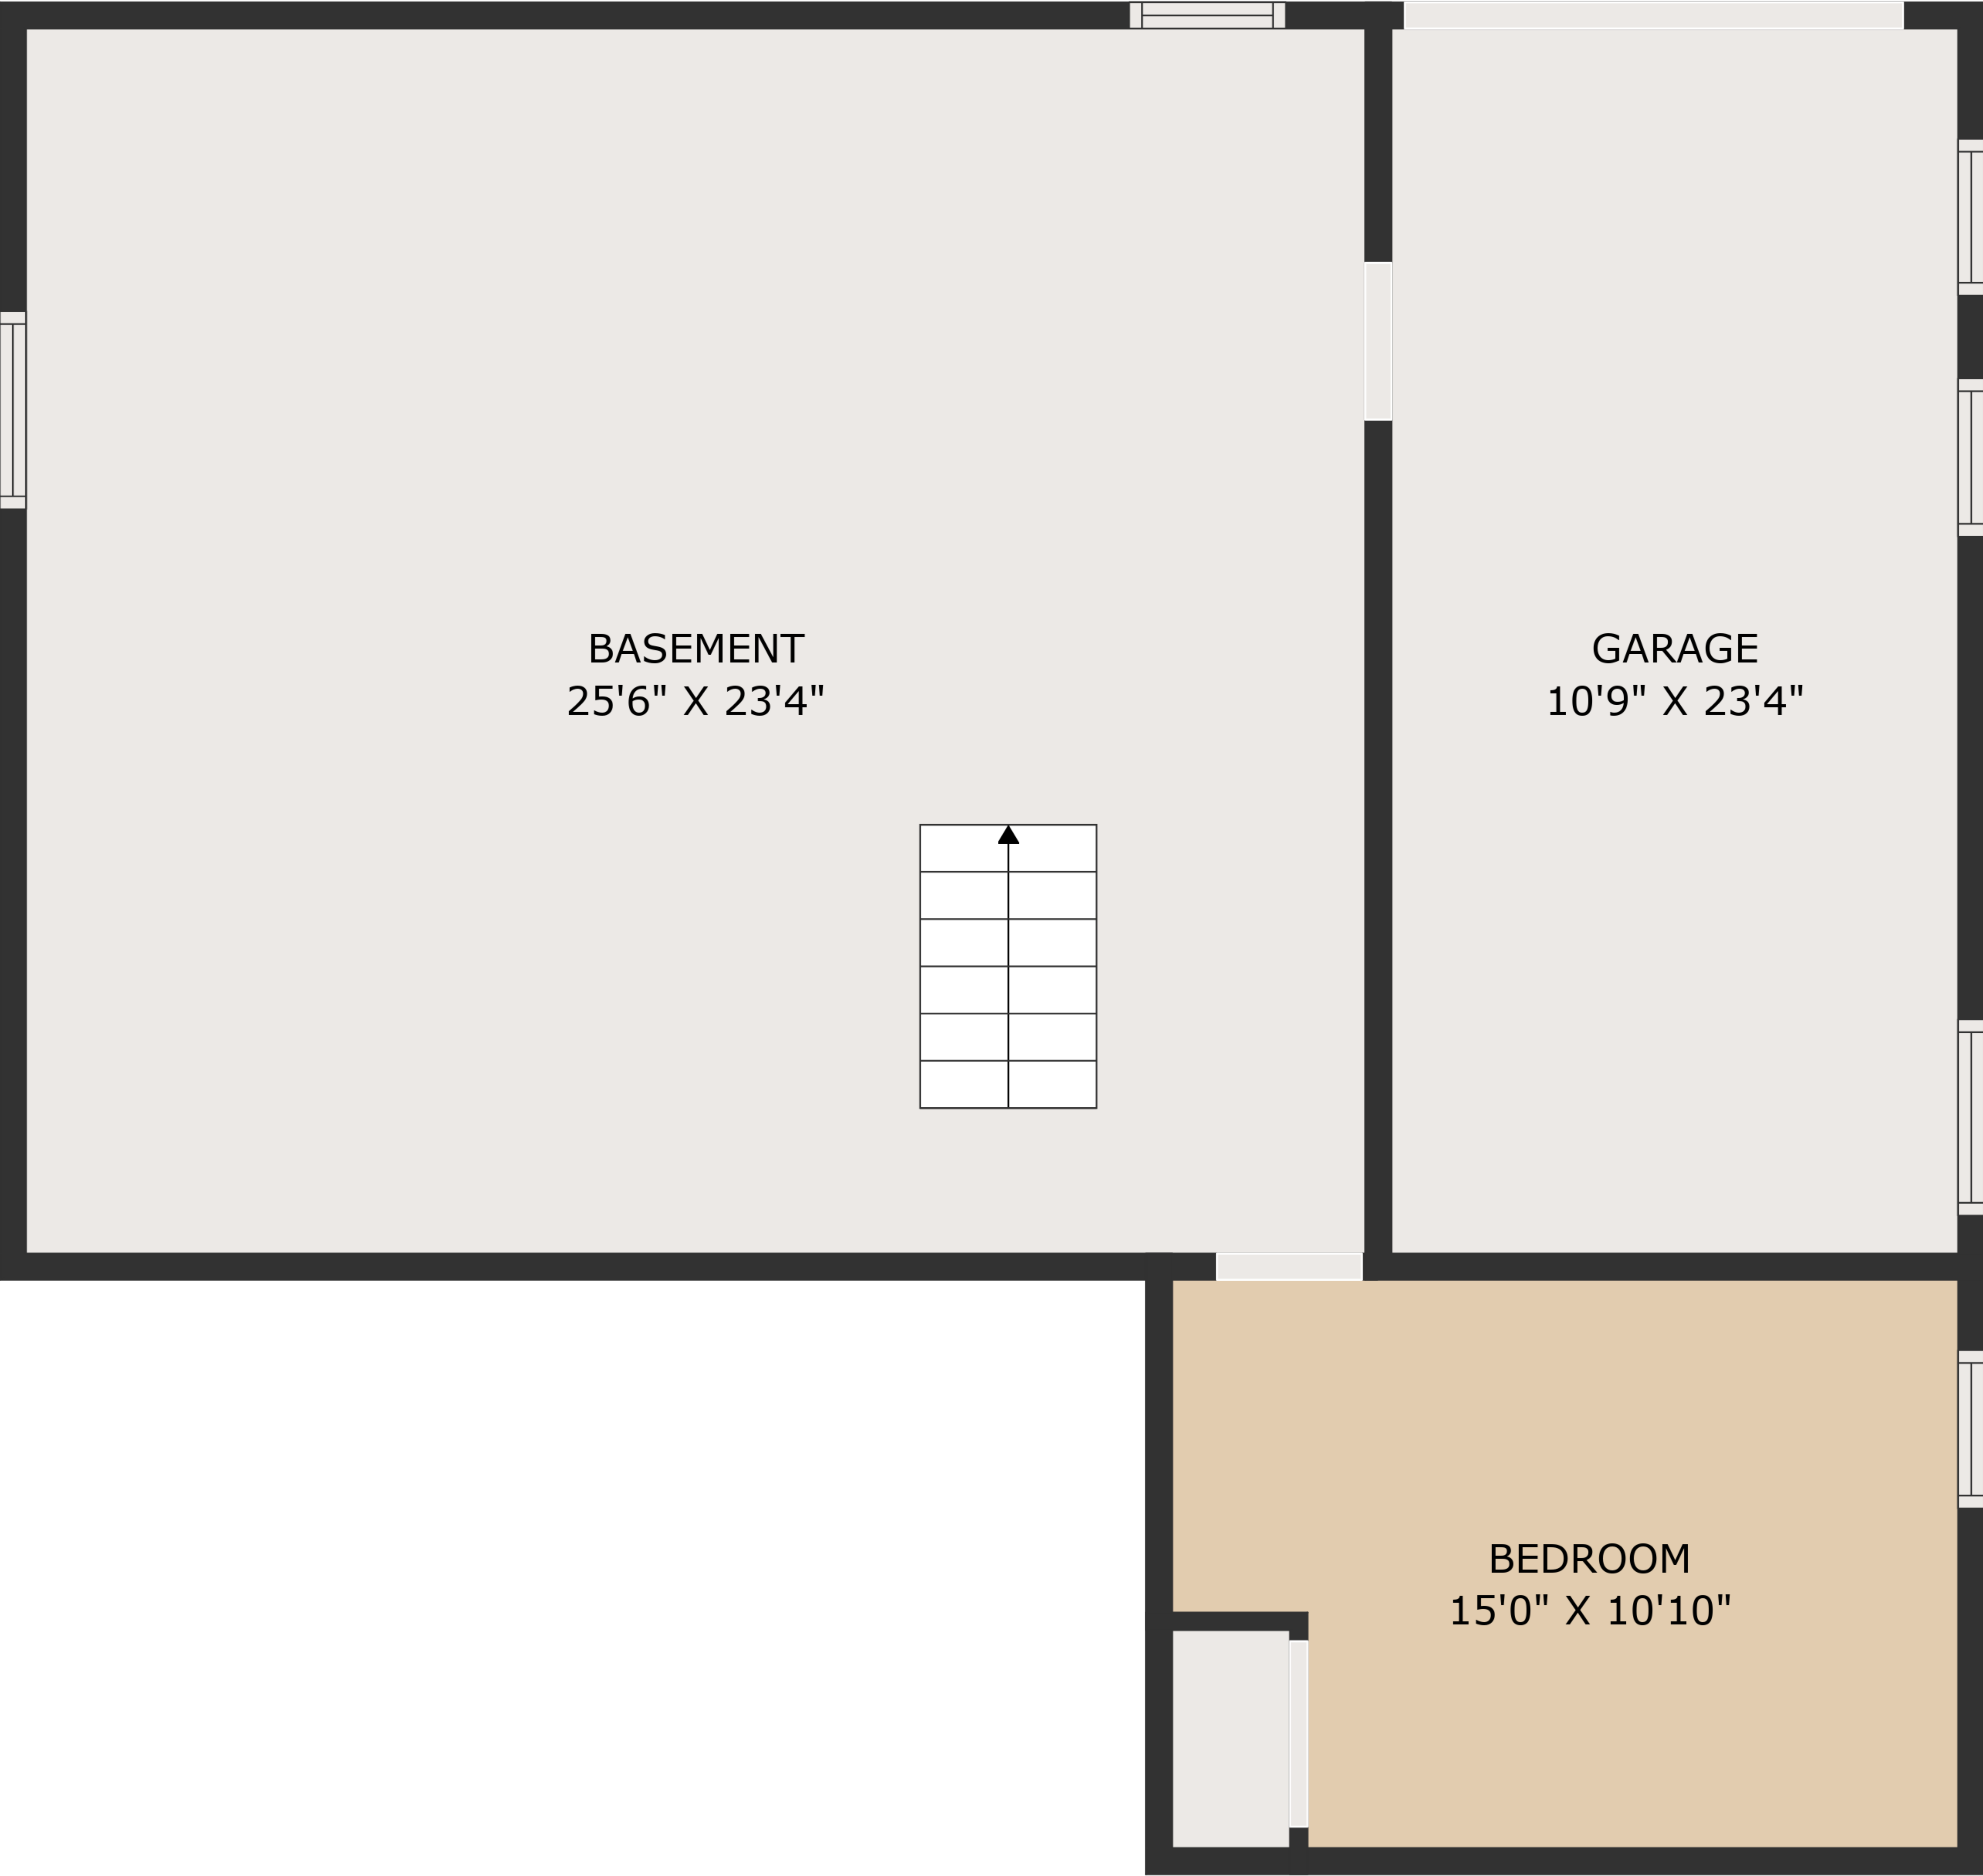 BASEMENT
25'6" X 23'4"
GARAGE
10'9" X 23'4"
BEDROOM
15'0" X 10'10"